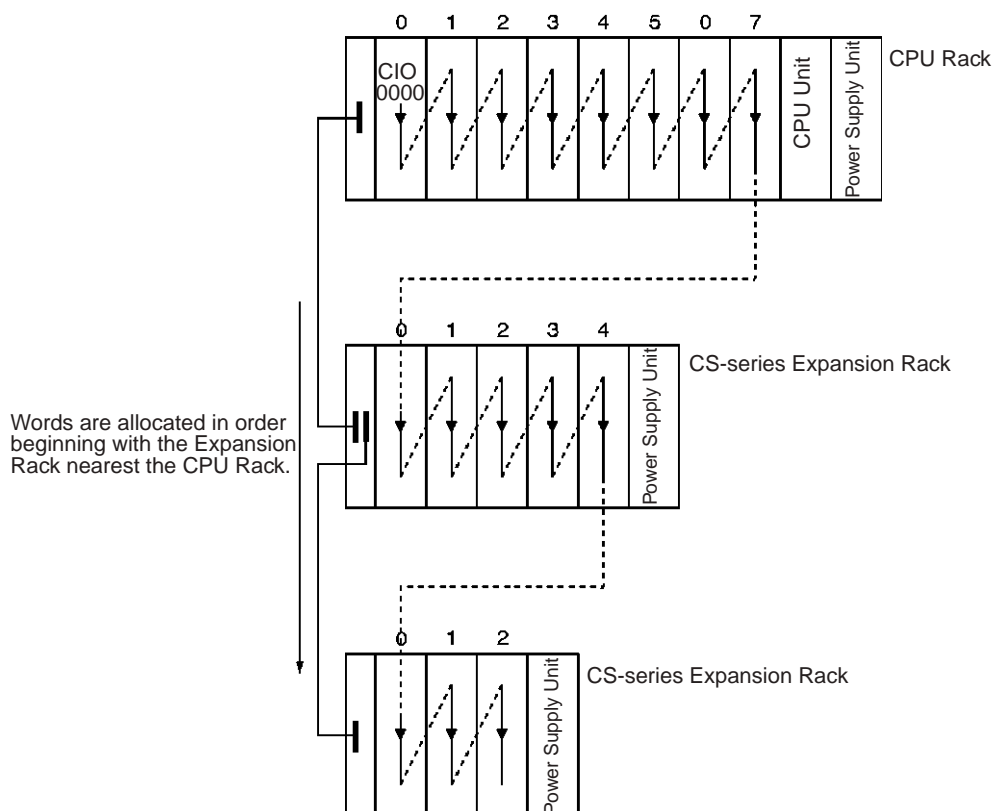 0 1 2 3 4 5 0 7
CIO
0000
CPU Unit
Power Supply Unit
CPU Rack
0 1 2 3 4
Power Supply Unit
CS-series Expansion Rack
Words are allocated in order
beginning with the Expansion
Rack nearest the CPU Rack.
0 1 2
Power Supply Unit
CS-series Expansion Rack